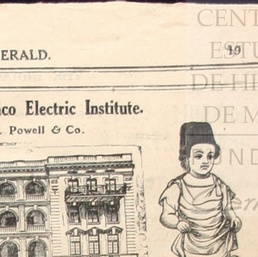 ERALD. 19
co Electric Institute.
. Powell & Co.
CENT
ESTU
DE HI
DE M
ND